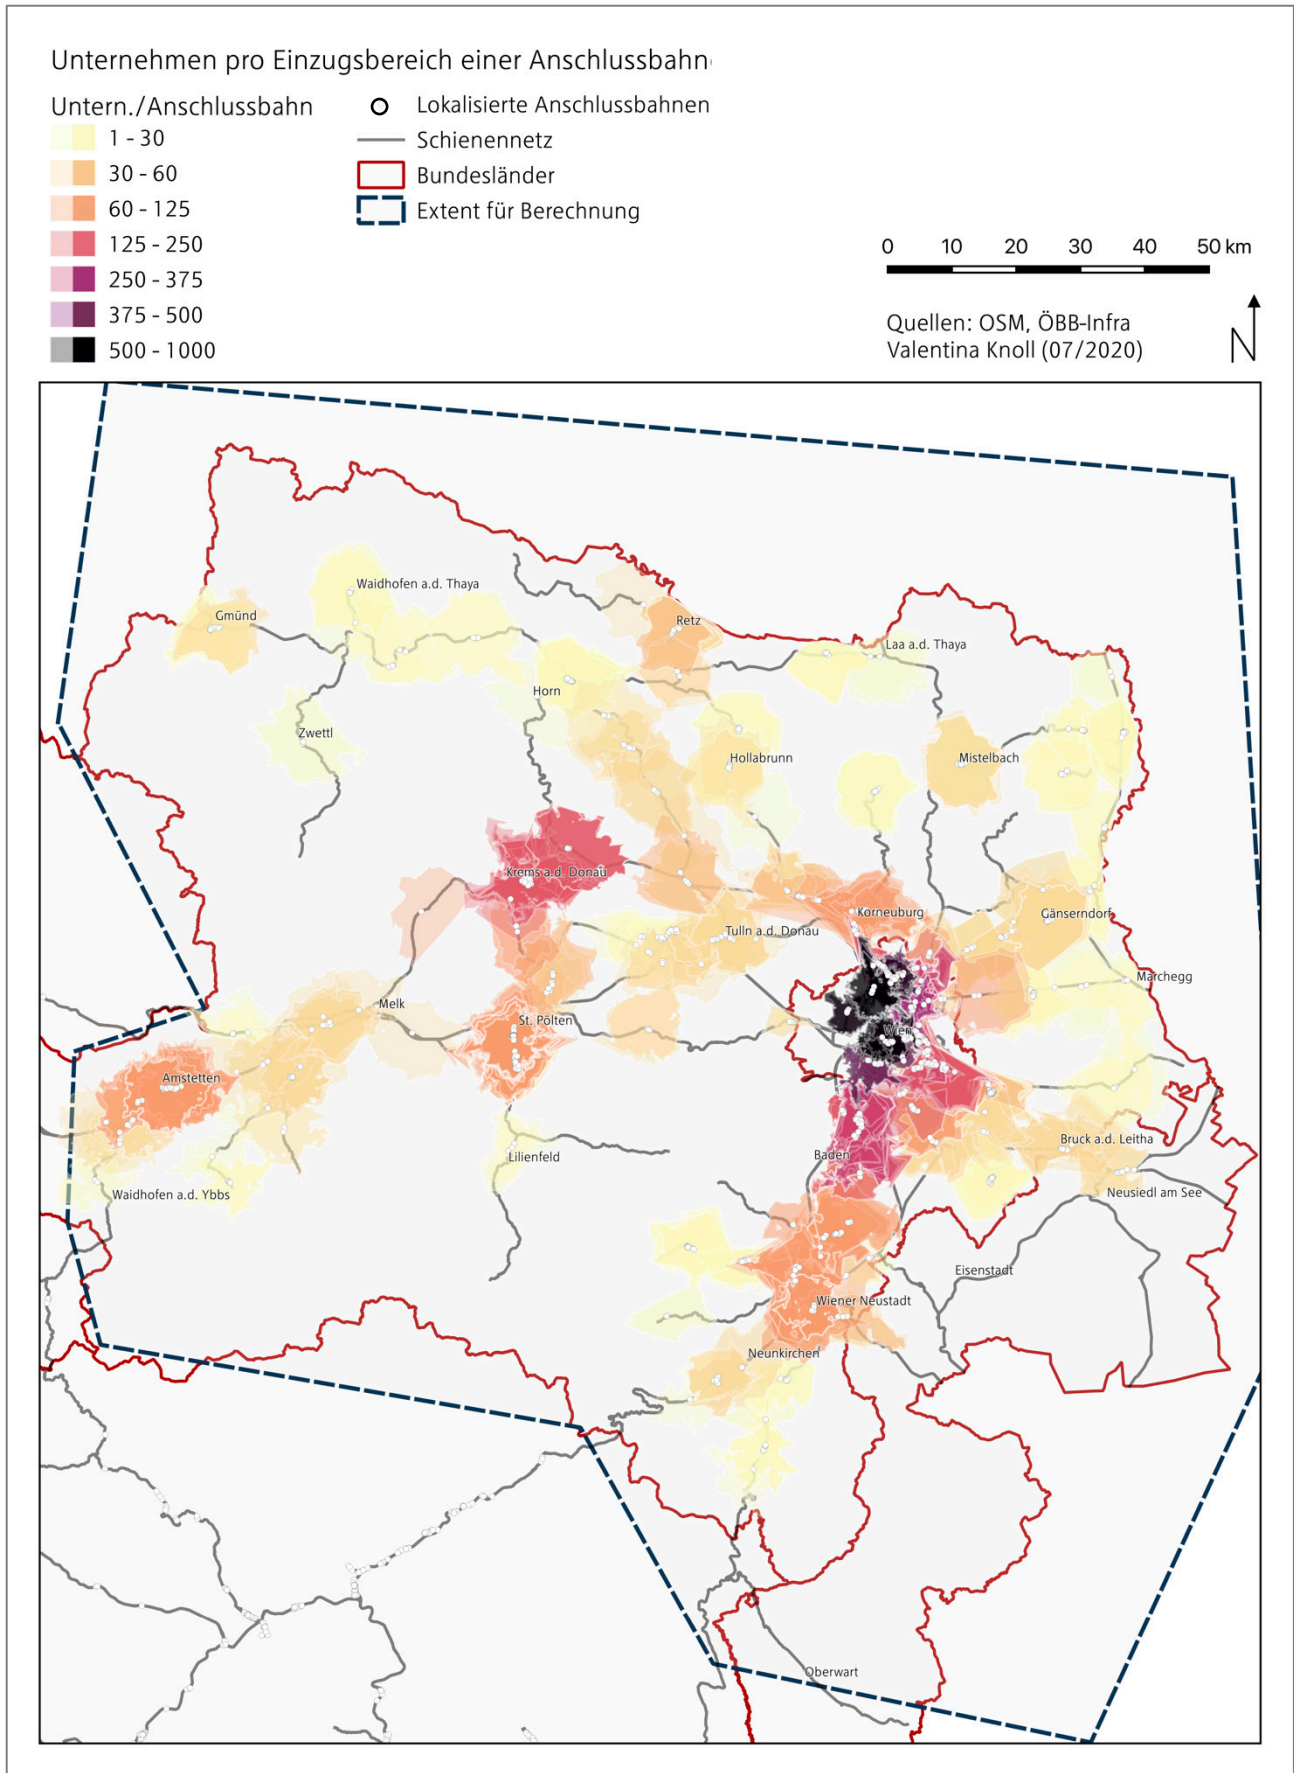 Unternehmen pro Einzugsbereich einer Anschlussbahn
Untern./Anschlussbahn
1 - 30
30 - 60
60 - 125
125 - 250
250 - 375
375 - 500
500 - 1000
Lokalisierte Anschlussbahnen
Schienennetz
Bundesländer
Extent für Berechnung
0 10 20 30 40 50 km
Quellen: OSM, ÖBB-Infra
Valentina Knoll (07/2020)
N
Waidhofen a.d. Thaya
Gmünd
Retz
Laa a.d. Thaya
Horn
Zwettl
Hollabrunn
Mistelbach
Krems a.d. Donau
Korneuburg
Gänserndorf
Tulln a.d. Donau
Marchegg
Melk
St. Pölten
Wien
Amstetten
Bruck a.d. Leitha
Lilienfeld
Baden
Waidhofen a.d. Ybbs
Neusiedl am See
Eisenstadt
Wiener Neustadt
Neunkirchen
Oberwart